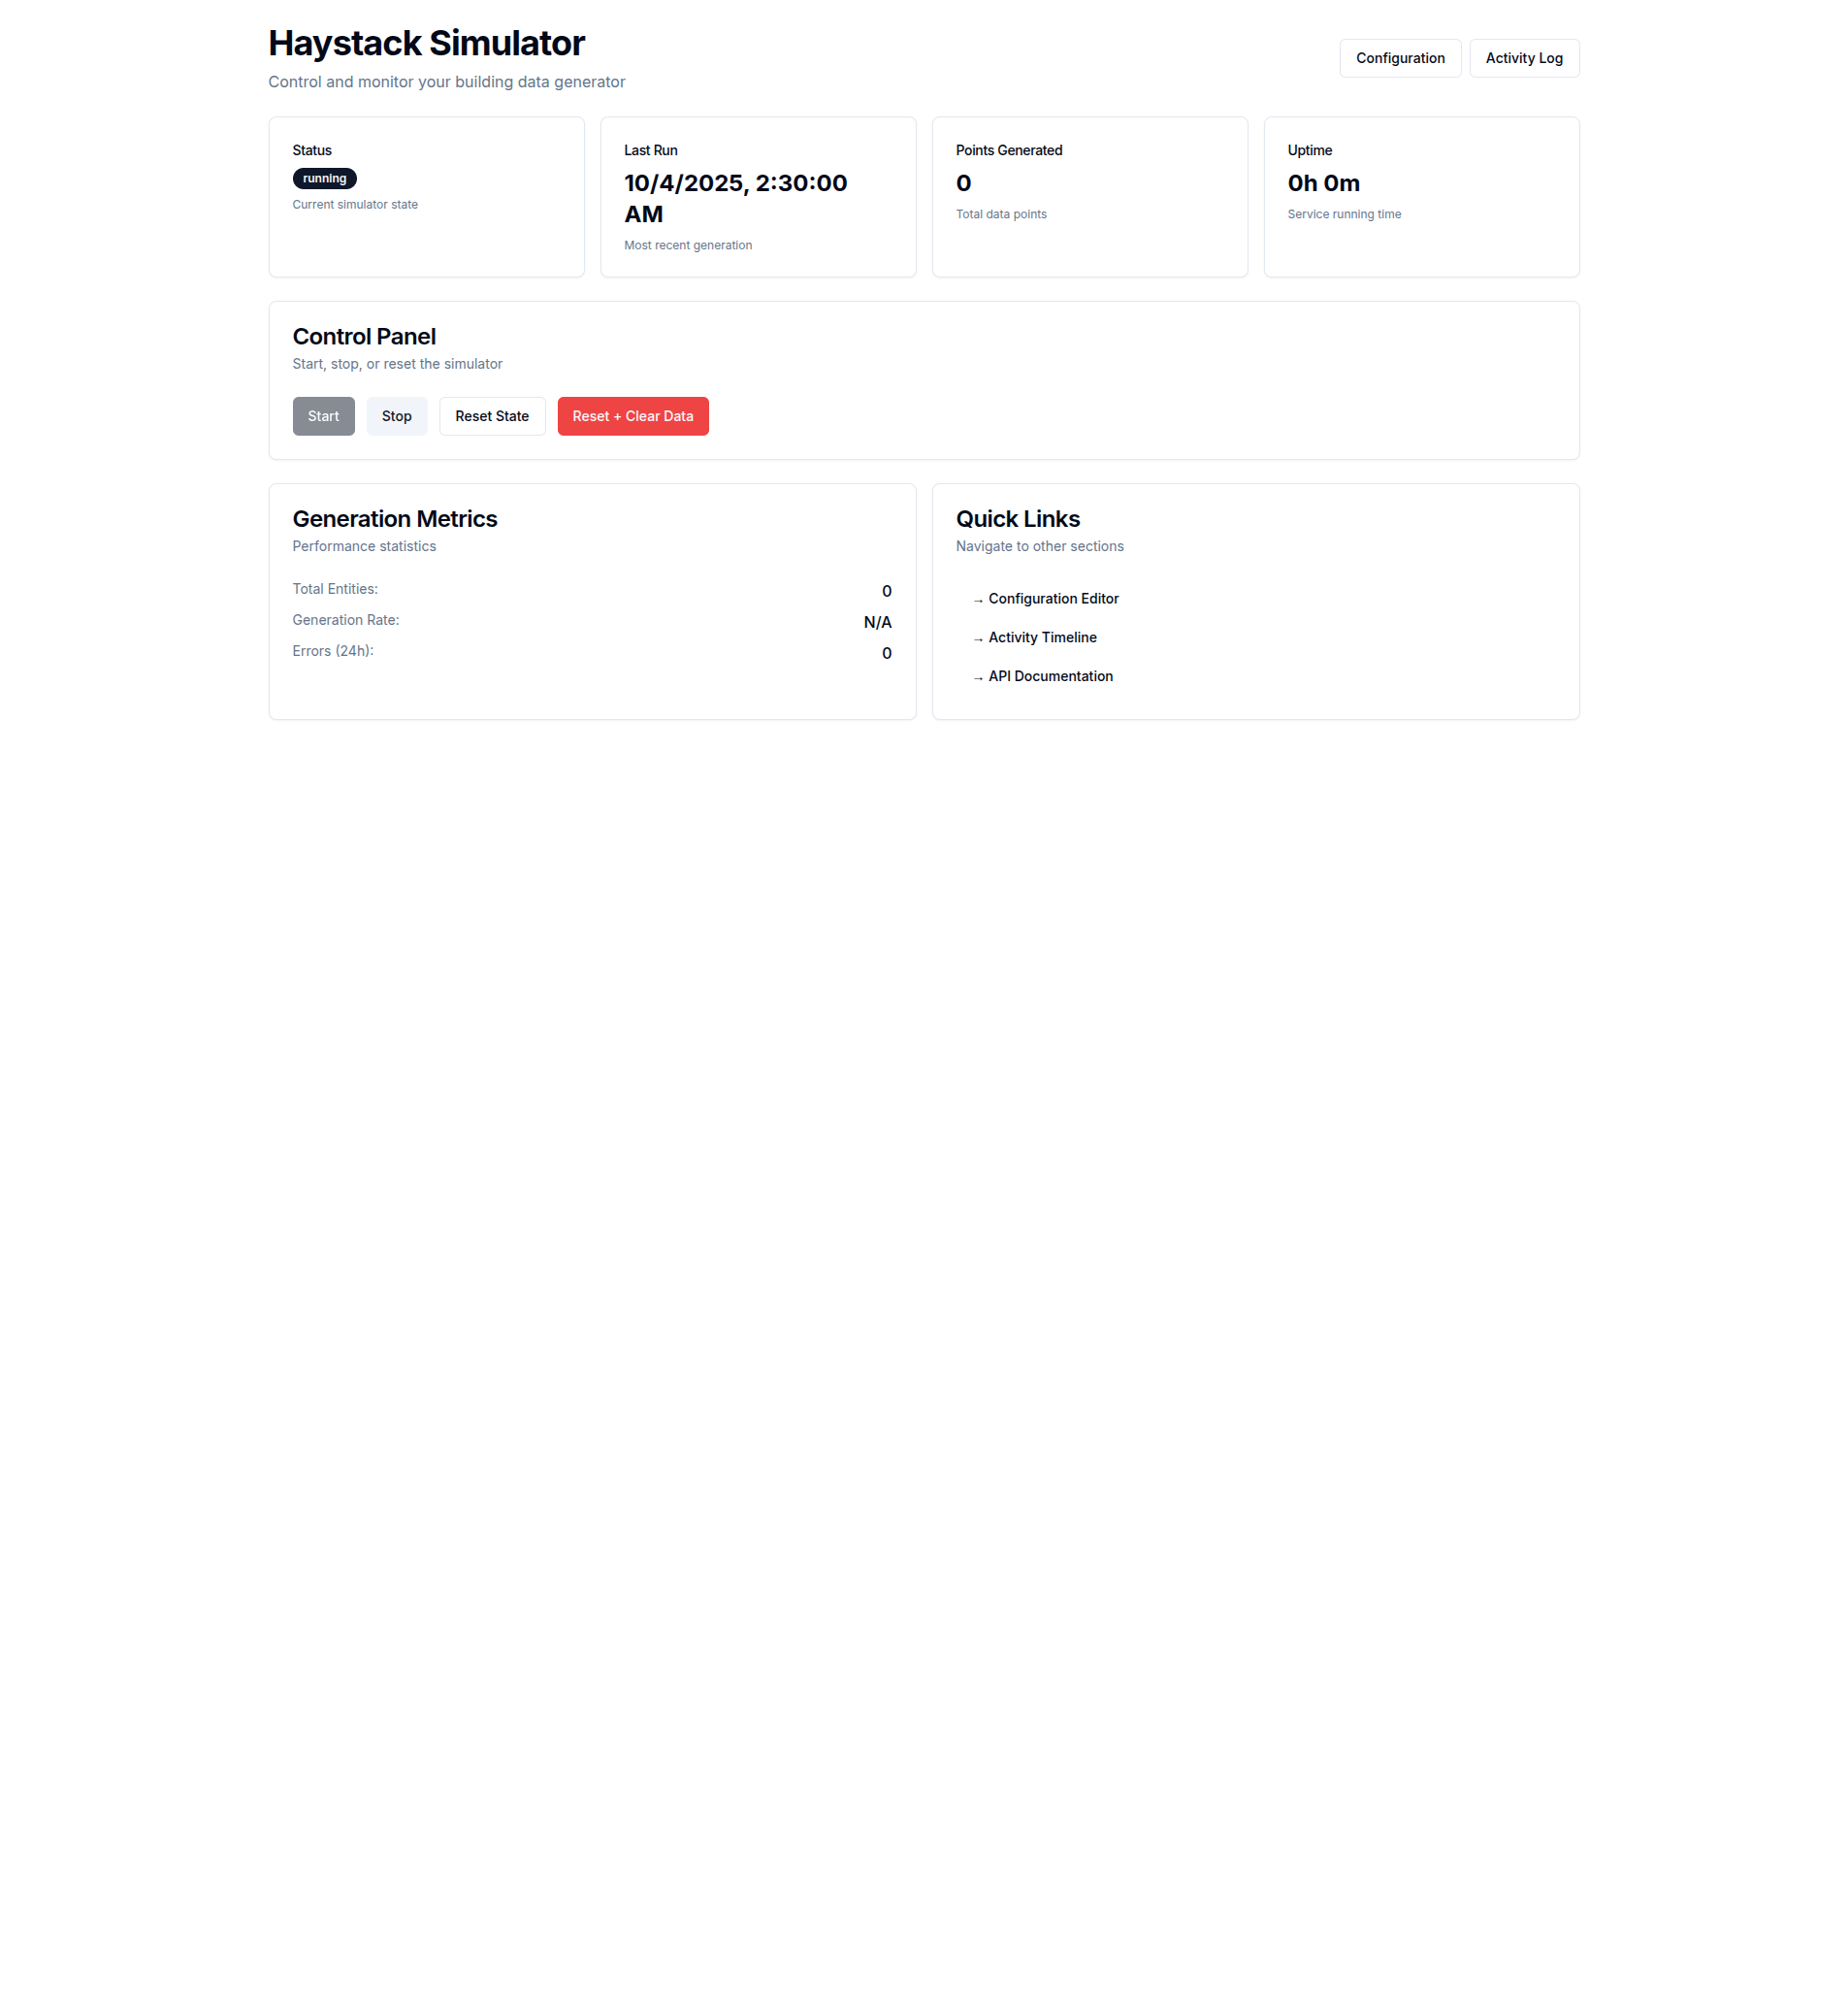 Haystack Simulator
Control and monitor your building data generator
Configuration
Activity Log
Status
running
Current simulator state
Last Run
10/4/2025, 2:30:00
AM
Most recent generation
Points Generated
0
Total data points
Uptime
0h 0m
Service running time
Control Panel
Start, stop, or reset the simulator
Start
Stop
Reset State
Reset + Clear Data
Generation Metrics
Performance statistics
Total Entities: 0
Generation Rate: N/A
Errors (24h): 0
Quick Links
Navigate to other sections
→ Configuration Editor
→ Activity Timeline
→ API Documentation